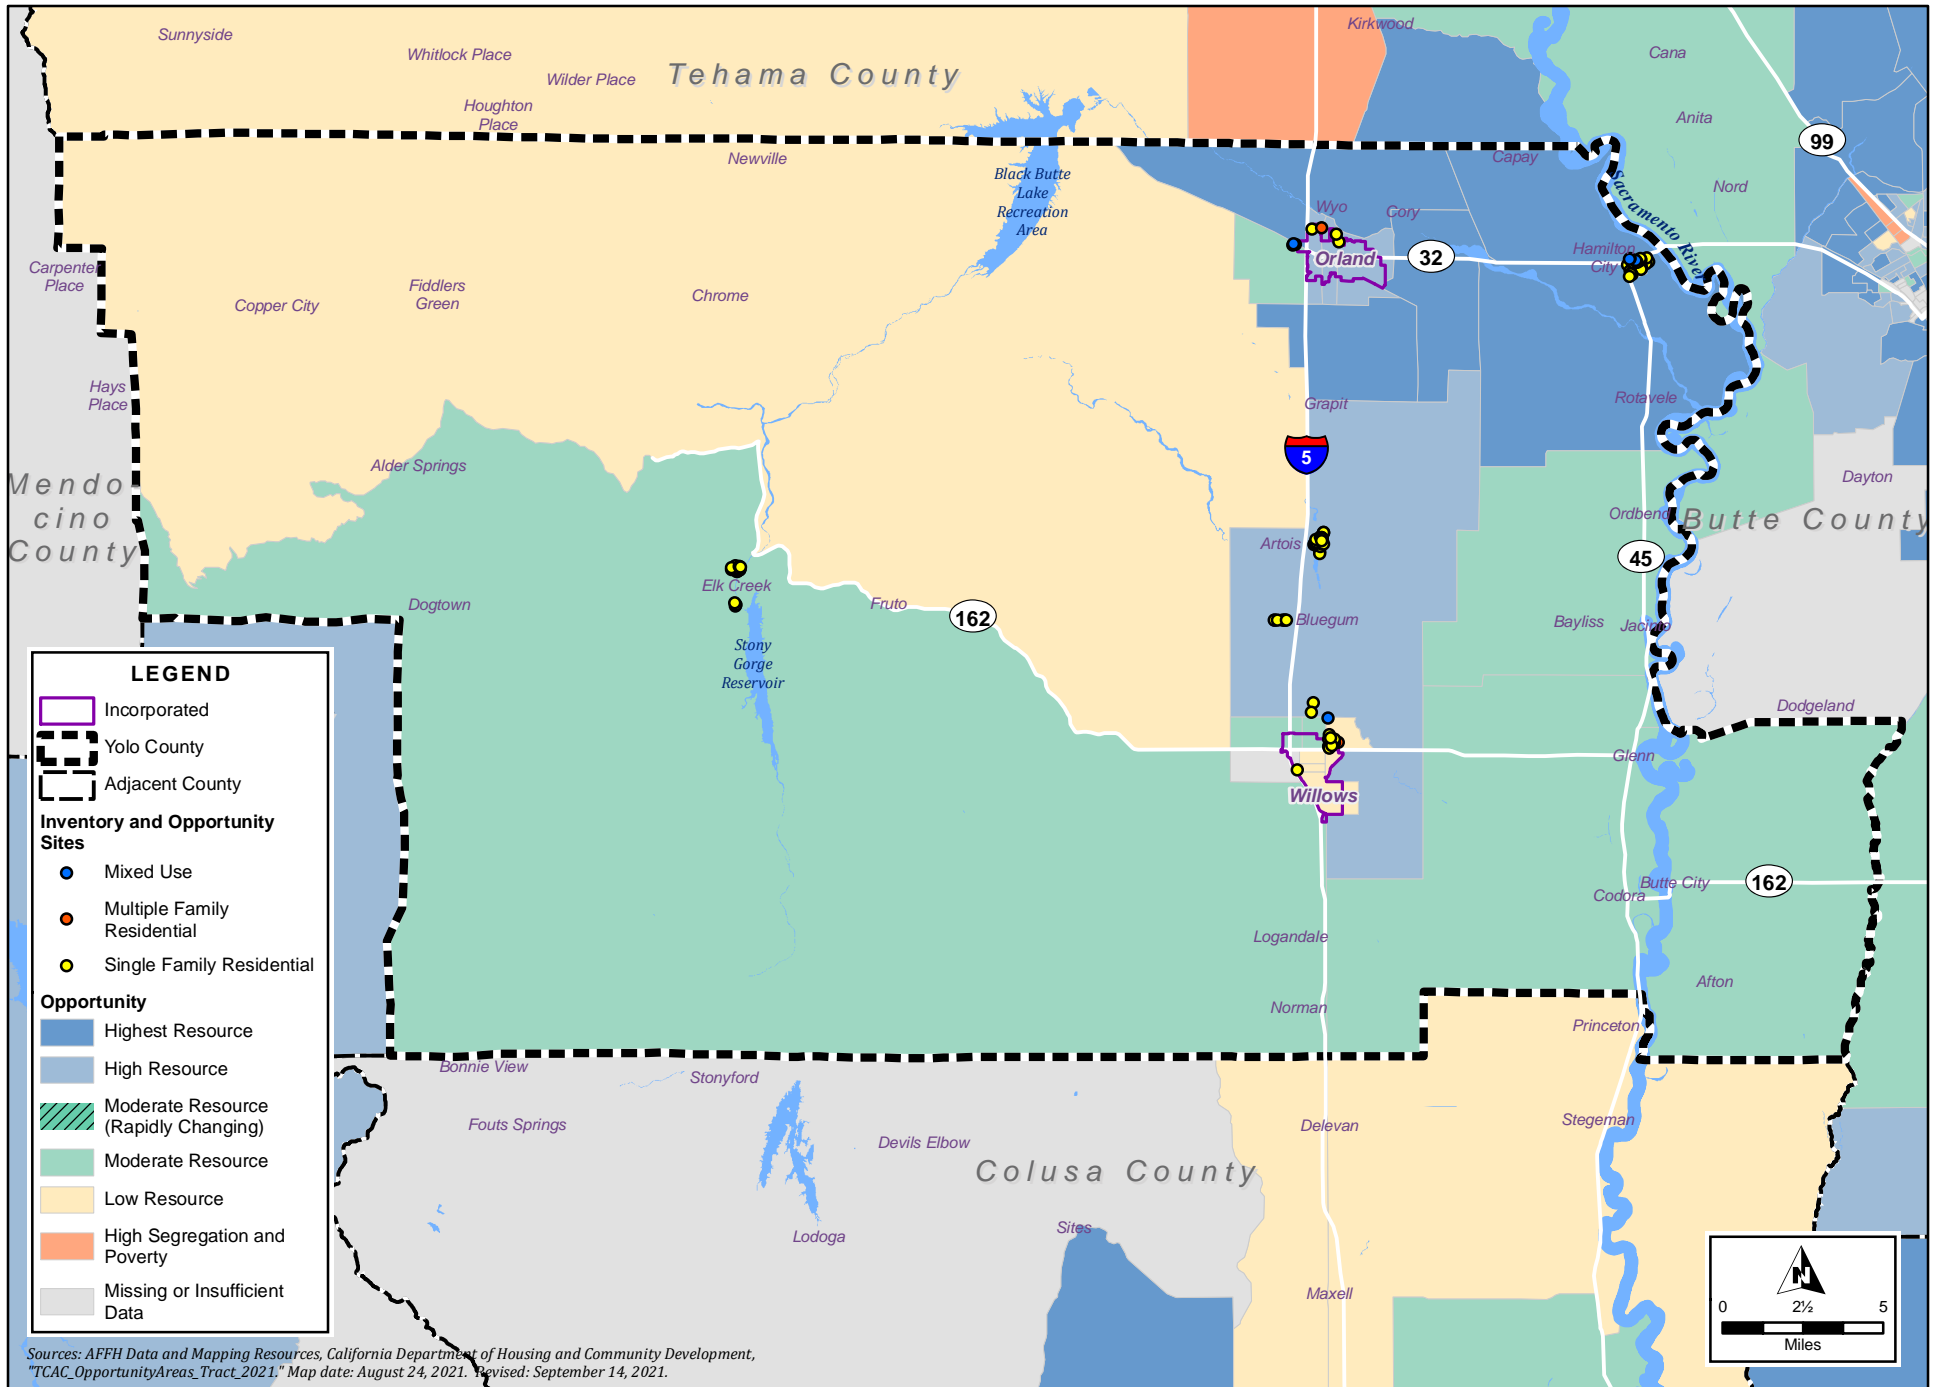 Sunnyside
Whitlock Place
Wilder Place
Houghton
Place
Tehama County
Kirkwood
Cana
Anita
99
Nord
Capay
Newville
Black Butte
Lake
Recreation
Area
Wyo
Cory
Sacramento River
Orland
32
Hamilton
City
Carpenter
Place
Copper City
Fiddlers
Green
Chrome
Hays
Place
Grapit
Rotavele
5
Alder Springs
Dayton
Mendo-
cino
County
Ordbend
Butte County
Artois
45
Elk Creek
Dogtown
Fruto
162
Bluegum
Bayliss
Jacinto
Stony
Gorge
Reservoir
Dodgeland
Glenn
Willows
Butte City
162
Codora
Logandale
Afton
Norman
Princeton
Bonnie View
Stonyford
Fouts Springs
Devils Elbow
Delevan
Stegeman
Colusa County
Lodoga
Sites
Maxell
LEGEND
Incorporated
Yolo County
Adjacent County
Inventory and Opportunity
Sites
Mixed Use
Multiple Family
Residential
Single Family Residential
Opportunity
Highest Resource
High Resource
Moderate Resource
(Rapidly Changing)
Moderate Resource
Low Resource
High Segregation and
Poverty
Missing or Insufficient
Data
N
0 2½ 5
Miles
Sources: AFFH Data and Mapping Resources, California Department of Housing and Community Development,
"TCAC_OpportunityAreas_Tract_2021." Map date: August 24, 2021. Revised: September 14, 2021.